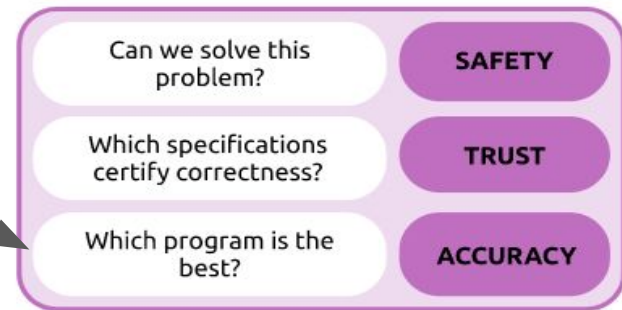 Can we solve this
problem?
SAFETY
Which specifications
certify correctness?
TRUST
Which program is the
best?
ACCURACY